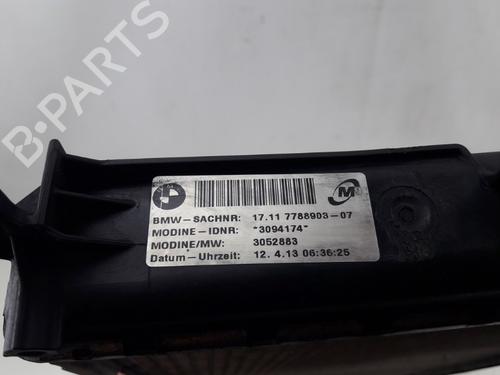 B-PARTS
BMW-SACHNR: 17.11 7788903-07
MODINE-IDNR: *3094174*
MODINE/MW: 3052883
Datum-Uhrzeit: 12. 4.13 06:36:25